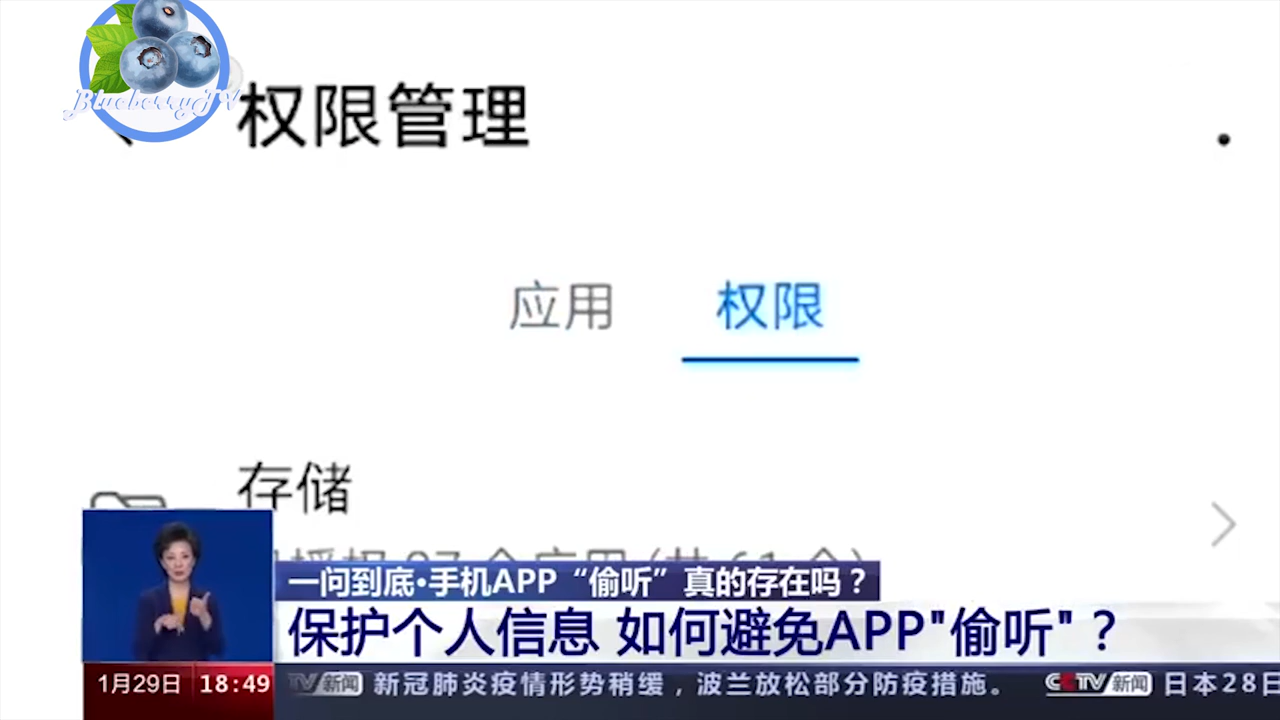 BlueberryTV
权限管理
应用 权限
存储
一问到底·手机APP“偷听”真的存在吗？
保护个人信息 如何避免APP"偷听"？
1月29日 18:49 TV新闻 新冠肺炎疫情形势稍缓，波兰放松部分防疫措施。 CCTV新闻 日本28日